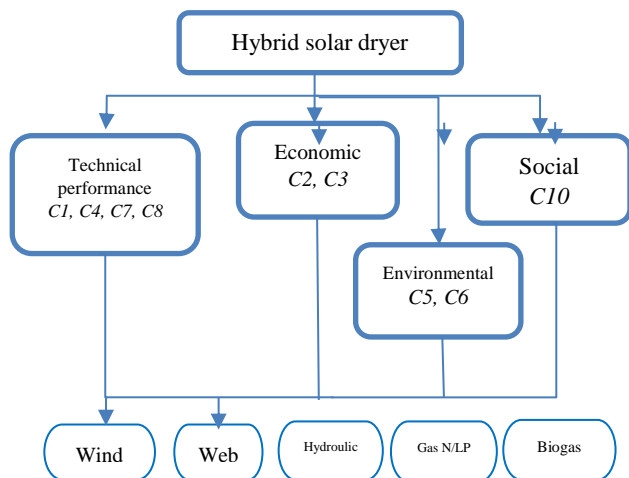 Hybrid solar dryer
Technical
performance
C1, C4, C7, C8
Economic
C2, C3
Social
C10
Environmental
C5, C6
Wind
Web
Hydroulic
Gas N/LP
Biogas